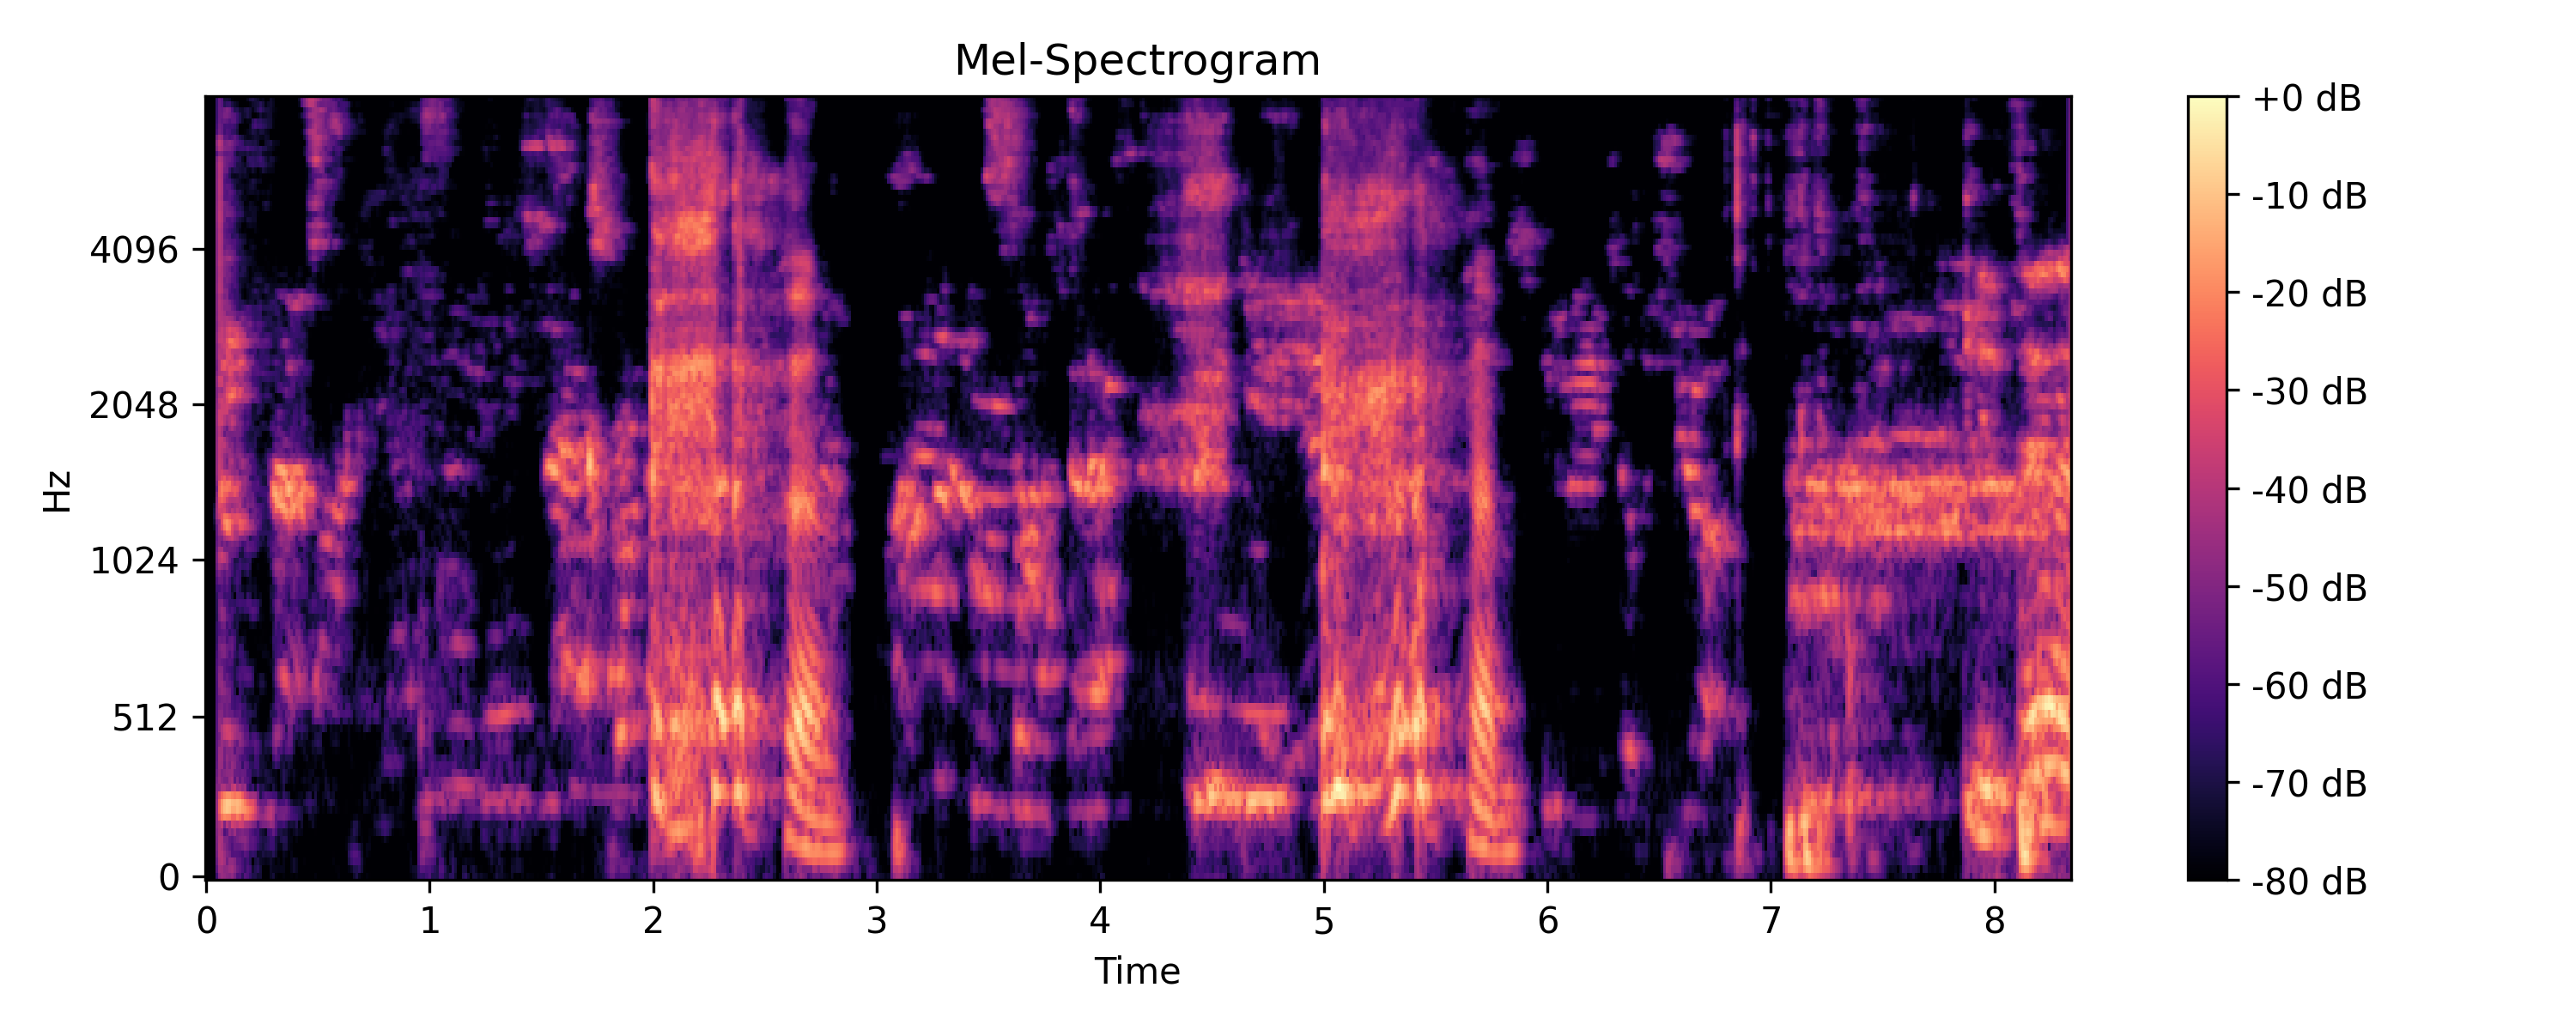 Mel-Spectrogram
+0 dB
-10 dB
-20 dB
-30 dB
-40 dB
-50 dB
-60 dB
-70 dB
-80 dB
4096
2048
1024
512
0
Hz
0 1 2 3 4 5 6 7 8
Time